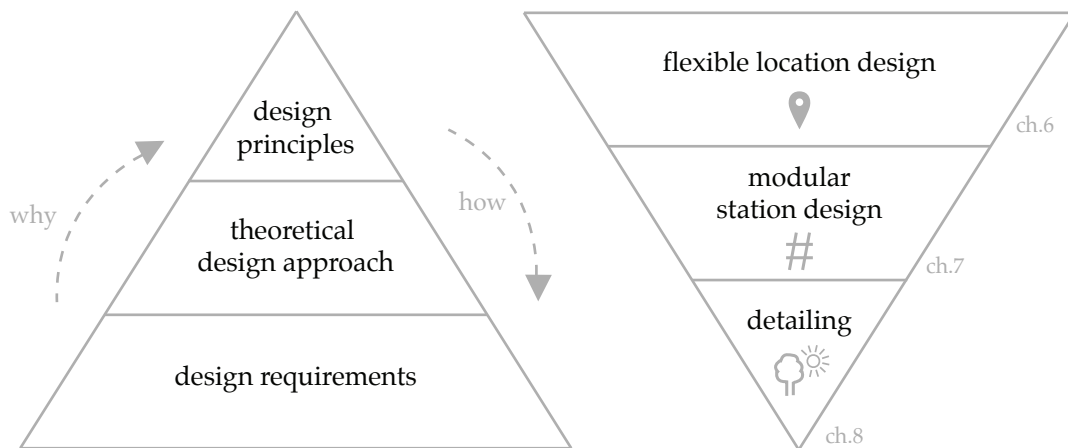 design
principles
why
how
theoretical
design approach
design requirements
flexible location design
ch.6
modular
station design
#
ch.7
detailing
ch.8